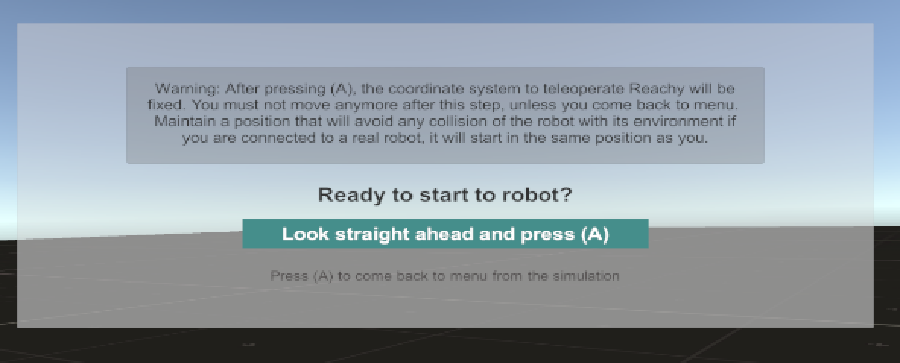 Warning: After pressing (A), the coordinate system to teleoperate Reachy will be
fixed. You must not move anymore after this step, unless you come back to menu.
Maintain a position that will avoid any collision of the robot with its environment if
you are connected to a real robot, it will start in the same position as you.
Ready to start to robot?
Look straight ahead and press (A)
Press (A) to come back to menu from the simulation